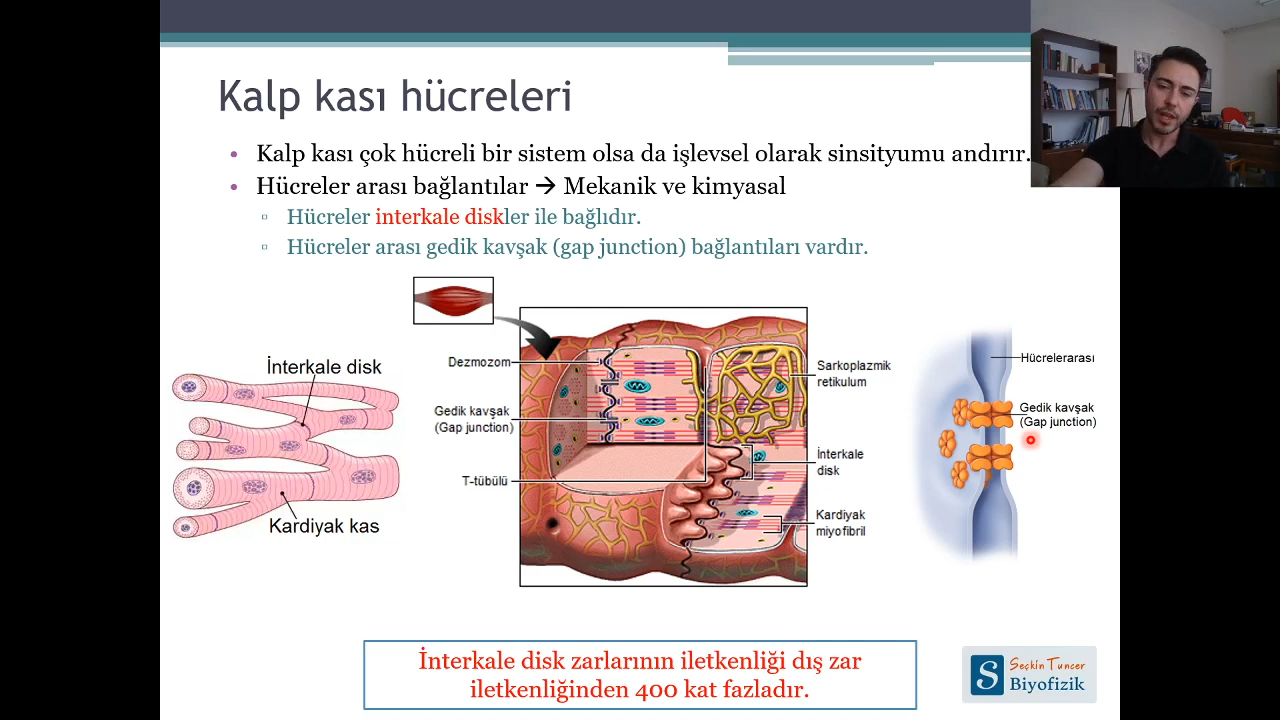 Kalp kası hücreleri
Kalp kası çok hücreli bir sistem olsa da işlevsel olarak sinsityumu andırır.
Hücreler arası bağlantılar → Mekanik ve kimyasal
Hücreler interkale diskler ile bağlıdır.
Hücreler arası gedik kavşak (gap junction) bağlantıları vardır.
İnterkale disk
Kardiyak kas
Dezmozom
Gedik kavşak
(Gap junction)
T-tübülü
Sarkoplazmik
retikulum
İnterkale
disk
Kardiyak
miyofibril
Hücrelerarası
Gedik kavşak
(Gap junction)
İnterkale disk zarlarının iletkenliği dış zar
iletkenliğinden 400 kat fazladır.
S
Seçkin Tuncer
Biyofizik